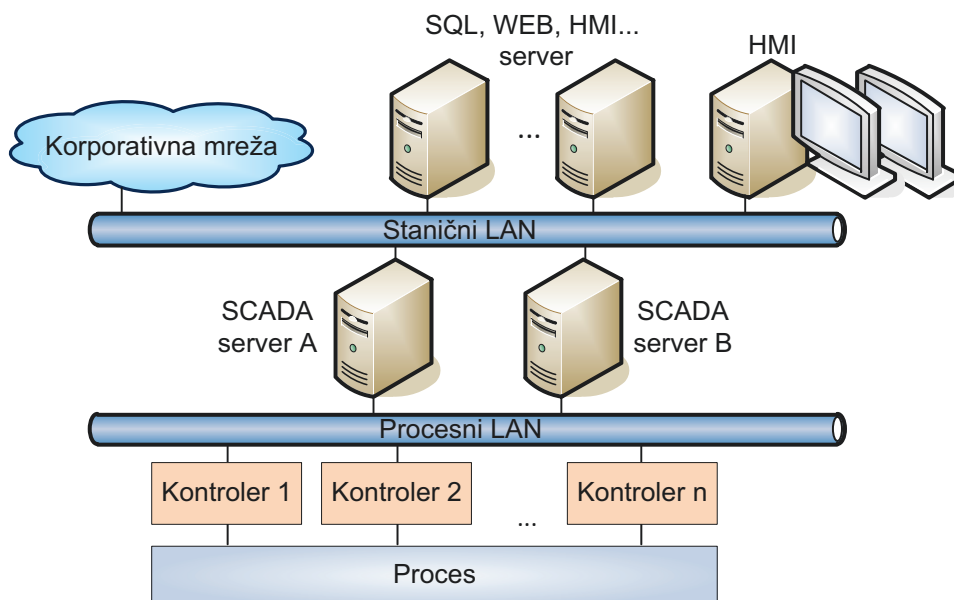 SQL, WEB, HMI...
server
HMI
Korporativna mreža
...
Stanični LAN
SCADA
server A
SCADA
server B
Procesni LAN
Kontroler 1
Kontroler 2
...
Kontroler n
Proces